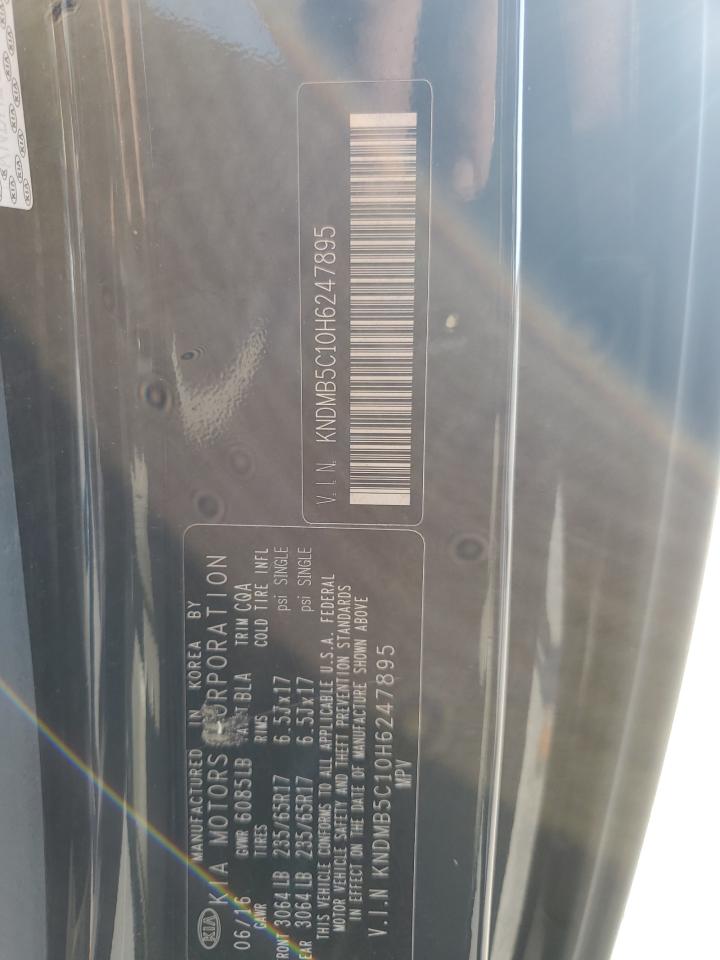 V.I.N. KNDMB5C10H6247895
MANUFACTURED IN KOREA BY
KIA KIA MOTORS CORPORATION
06/16 GVWR 6085LB BLA TRIM CQA
GAWR TIRES RIMS COLD TIRE INFL
3064LB 235/65R17 6.5Jx17 psi SINGLE
3064LB 235/65R17 6.5Jx17 psi SINGLE
THIS VEHICLE CONFORMS TO ALL APPLICABLE U.S.A. FEDERAL
MOTOR VEHICLE SAFETY AND THEFT PREVENTION STANDARDS
IN EFFECT ON THE DATE OF MANUFACTURE SHOWN ABOVE
V.I.N KNDMB5C10H6247895
MPV